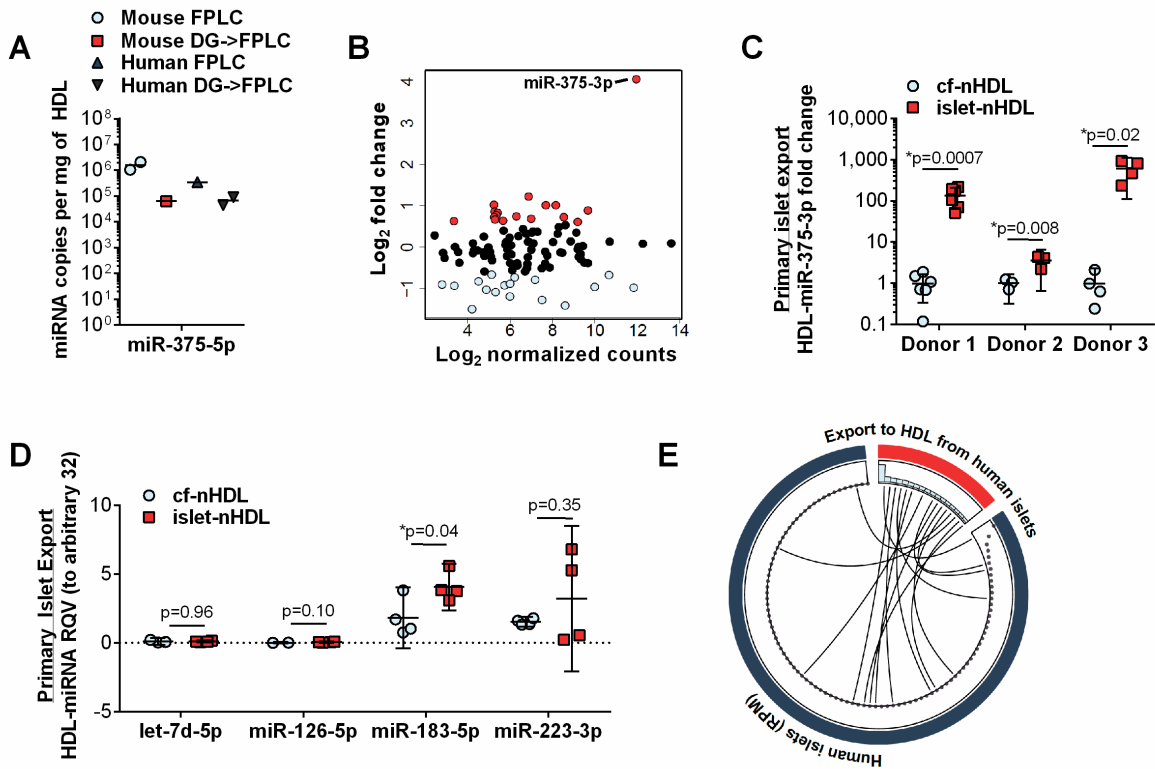 A
Mouse FPLC
Mouse DG->FPLC
Human FPLC
Human DG->FPLC
miRNA copies per mg of HDL
10⁸
10⁷
10⁶
10⁵
10⁴
10³
10²
10¹
10⁰
miR-375-5p
B
miR-375-3p
Log₂ fold change
4
3
2
1
0
−1
4
6
8
10
12
14
Log₂ normalized counts
C
cf-nHDL
islet-nHDL
Primary islet export
HDL-miR-375-3p fold change
10,000
1,000
100
10
1
0.1
*p=0.0007
*p=0.008
*p=0.02
Donor 1
Donor 2
Donor 3
D
cf-nHDL
islet-nHDL
Primary Islet Export
HDL-miRNA RQV (to arbitrary 32)
10
5
0
-5
p=0.96
p=0.10
*p=0.04
p=0.35
let-7d-5p
miR-126-5p
miR-183-5p
miR-223-3p
E
Export to HDL from human islets
Human islets (RPM)